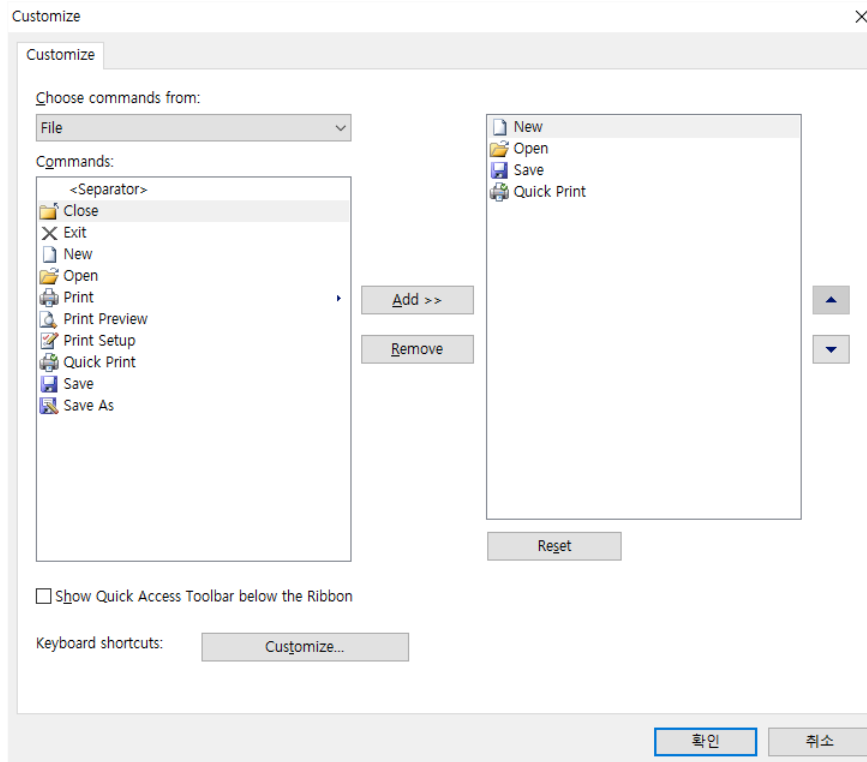 Customize
Customize
Choose commands from:
File
Commands:
<Separator>
Close
Exit
New
Open
Print
Print Preview
Print Setup
Quick Print
Save
Save As
Add >>
Remove
New
Open
Save
Quick Print
Reset
Show Quick Access Toolbar below the Ribbon
Keyboard shortcuts:
Customize...
확인
취소